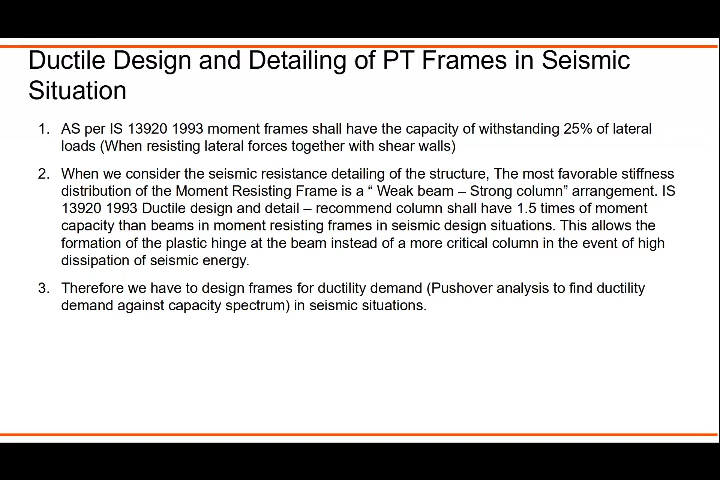 Ductile Design and Detailing of PT Frames in Seismic
Situation
1. AS per IS 13920 1993 moment frames shall have the capacity of withstanding 25% of lateral
loads (When resisting lateral forces together with shear walls)
2. When we consider the seismic resistance detailing of the structure, The most favorable stiffness
distribution of the Moment Resisting Frame is a “ Weak beam – Strong column” arrangement. IS
13920 1993 Ductile design and detail – recommend column shall have 1.5 times of moment
capacity than beams in moment resisting frames in seismic design situations. This allows the
formation of the plastic hinge at the beam instead of a more critical column in the event of high
dissipation of seismic energy.
3. Therefore we have to design frames for ductility demand (Pushover analysis to find ductility
demand against capacity spectrum) in seismic situations.